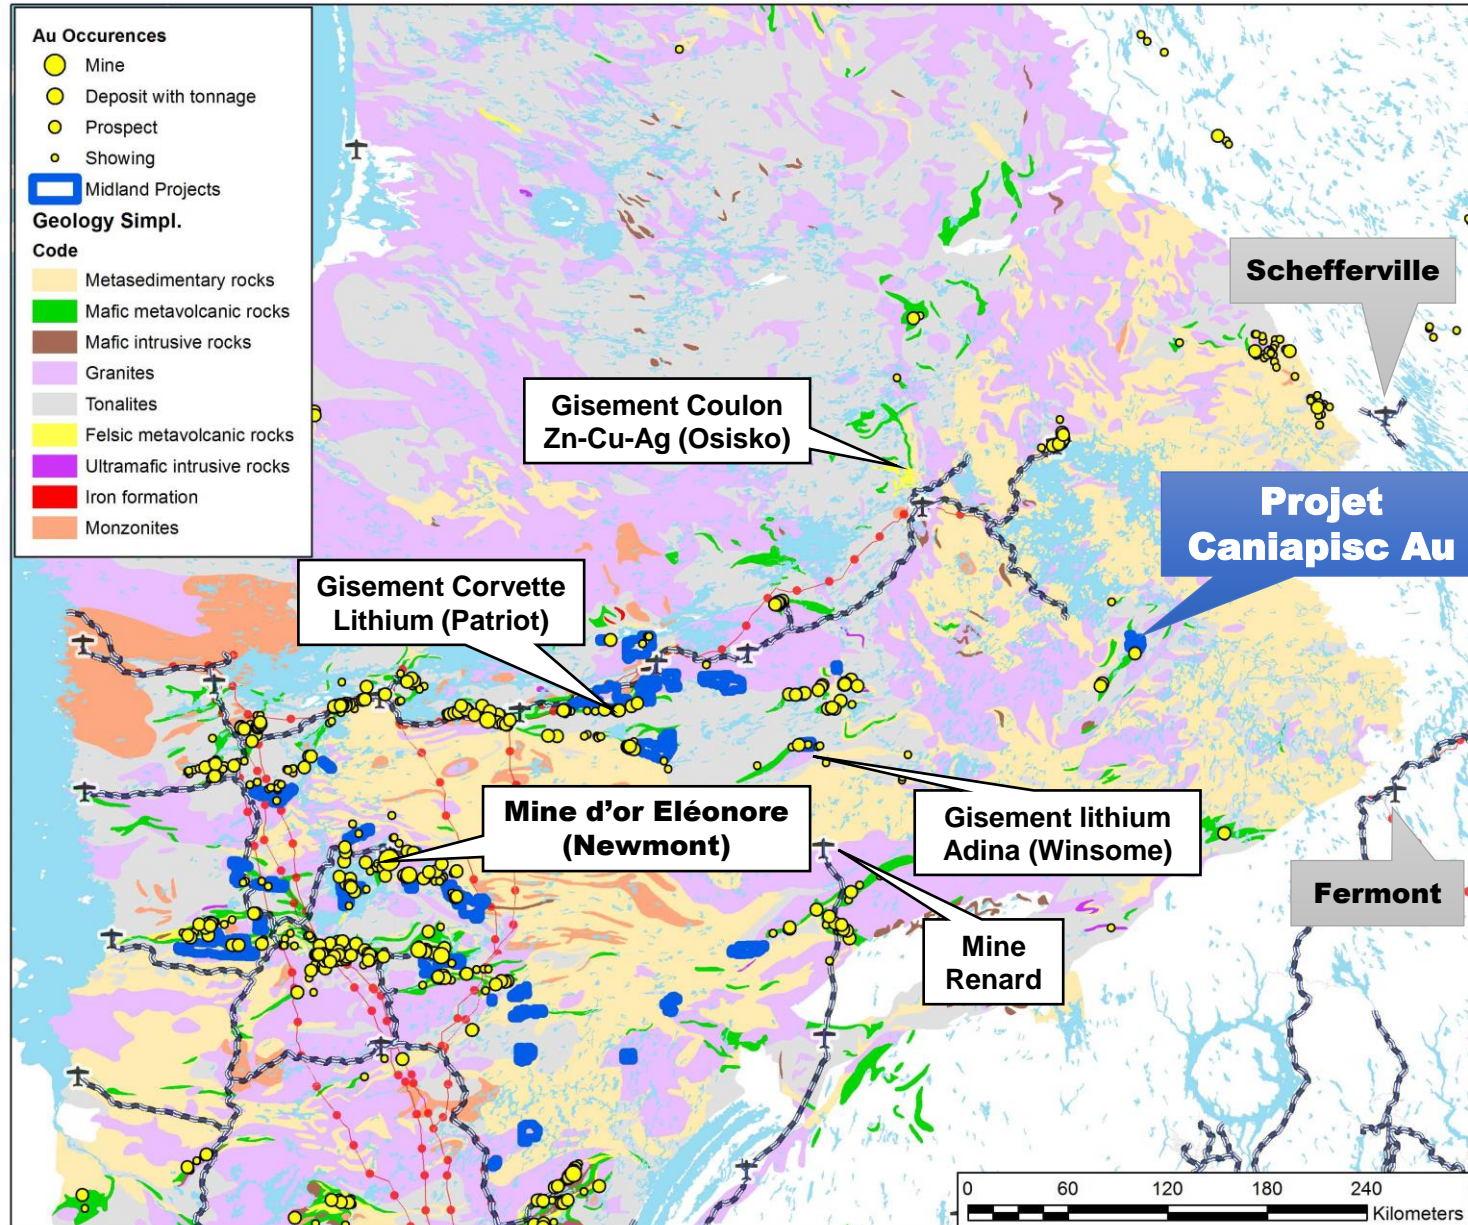 Au Occurences
Mine
Deposit with tonnage
Prospect
Showing
Midland Projects
Geology Simpl.
Code
Metasedimentary rocks
Mafic metavolcanic rocks
Mafic intrusive rocks
Granites
Tonalites
Felsic metavolcanic rocks
Ultramafic intrusive rocks
Iron formation
Monzonites
Schefferville
Gisement Coulon
Zn-Cu-Ag (Osisko)
Projet
Caniapisc Au
Gisement Corvette
Lithium (Patriot)
Mine d'or Eléonore
(Newmont)
Gisement lithium
Adina (Winsome)
Fermont
Mine
Renard
0 60 120 180 240
Kilometers